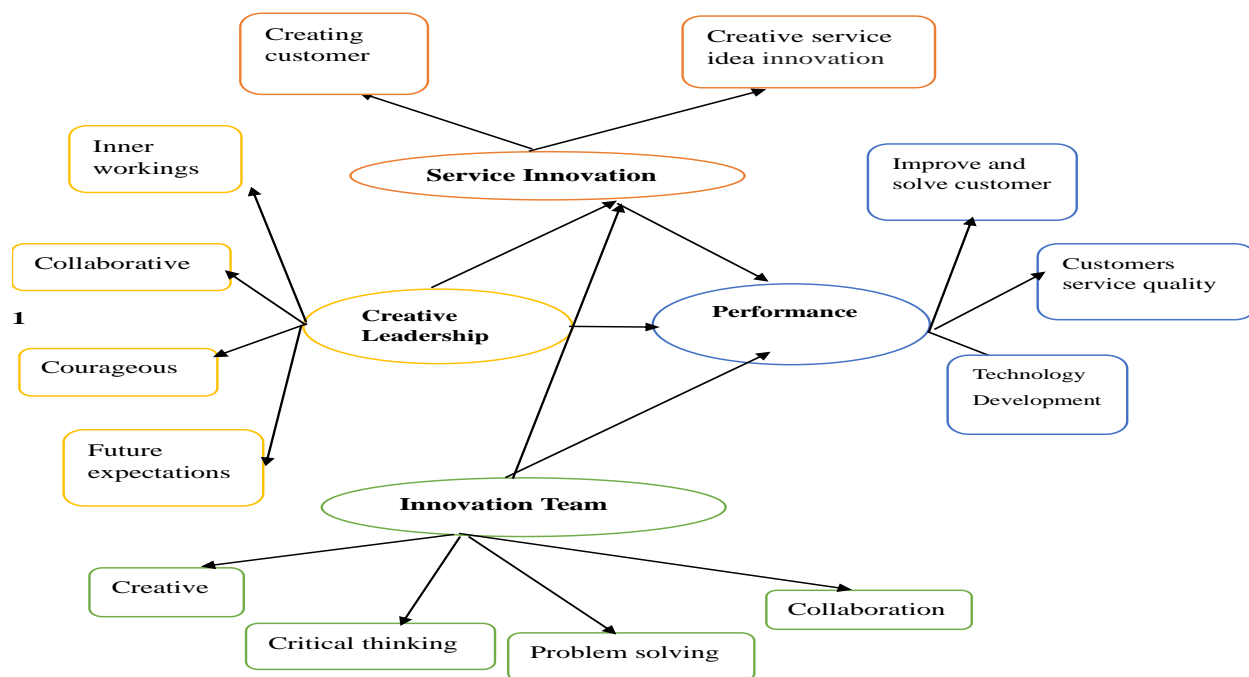 Creating
customer
Creative service
idea innovation
Inner
workings
Service Innovation
Improve and
solve customer
Collaborative
Customers
service quality
1
Creative
Leadership
Performance
Courageous
Technology
Development
Future
expectations
Innovation Team
Creative
Collaboration
Critical thinking
Problem solving